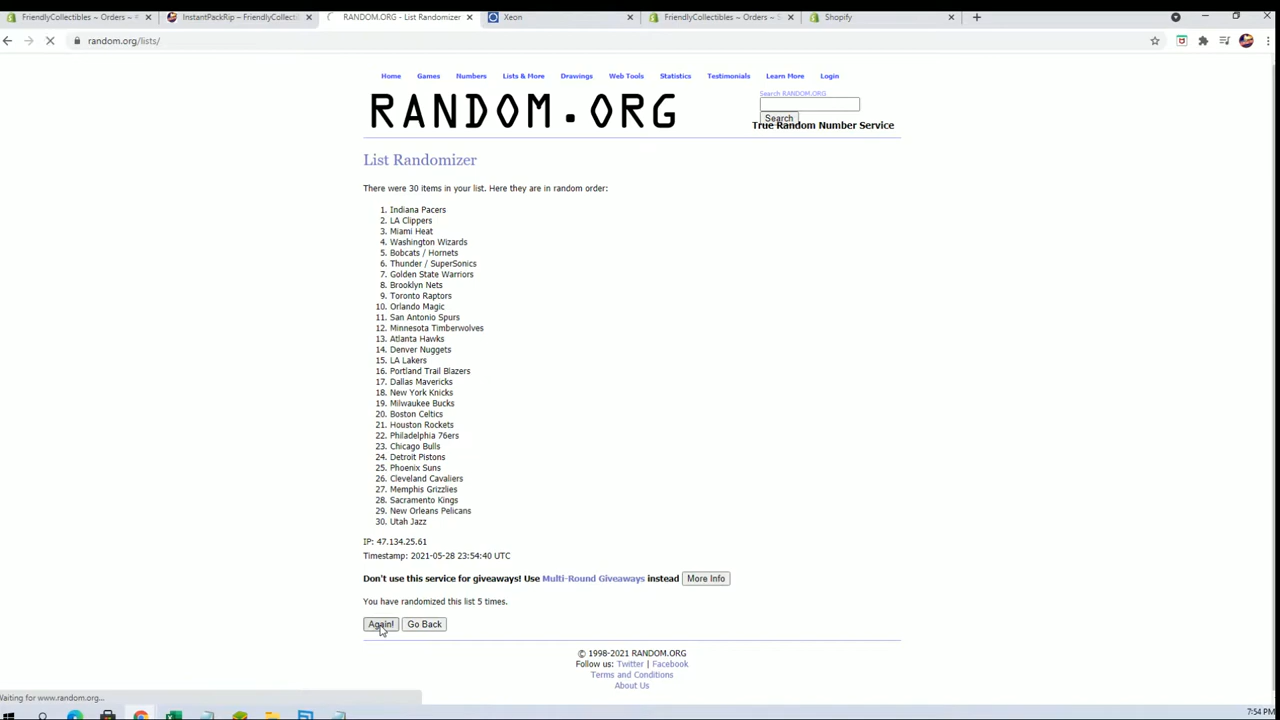 FriendlyCollectibles ~ Orders ~
InstantPackRip – FriendlyCollecti
RANDOM.ORG - List Randomizer
Xeon
FriendlyCollectibles ~ Orders ~ S
Shopify
random.org/lists/
Home Games Numbers Lists & More Drawings Web Tools Statistics Testimonials Learn More Login
RANDOM.ORG
Search RANDOM.ORG
Search
True Random Number Service
List Randomizer
There were 30 items in your list. Here they are in random order:
1. Indiana Pacers
2. LA Clippers
3. Miami Heat
4. Washington Wizards
5. Bobcats / Hornets
6. Thunder / SuperSonics
7. Golden State Warriors
8. Brooklyn Nets
9. Toronto Raptors
10. Orlando Magic
11. San Antonio Spurs
12. Minnesota Timberwolves
13. Atlanta Hawks
14. Denver Nuggets
15. LA Lakers
16. Portland Trail Blazers
17. Dallas Mavericks
18. New York Knicks
19. Milwaukee Bucks
20. Boston Celtics
21. Houston Rockets
22. Philadelphia 76ers
23. Chicago Bulls
24. Detroit Pistons
25. Phoenix Suns
26. Cleveland Cavaliers
27. Memphis Grizzlies
28. Sacramento Kings
29. New Orleans Pelicans
30. Utah Jazz
IP: 47.134.25.61
Timestamp: 2021-05-28 23:54:40 UTC
Don't use this service for giveaways! Use Multi-Round Giveaways instead More Info
You have randomized this list 5 times.
Again! Go Back
© 1998-2021 RANDOM.ORG
Follow us: Twitter | Facebook
Terms and Conditions
About Us
Waiting for www.random.org...
7:54 PM